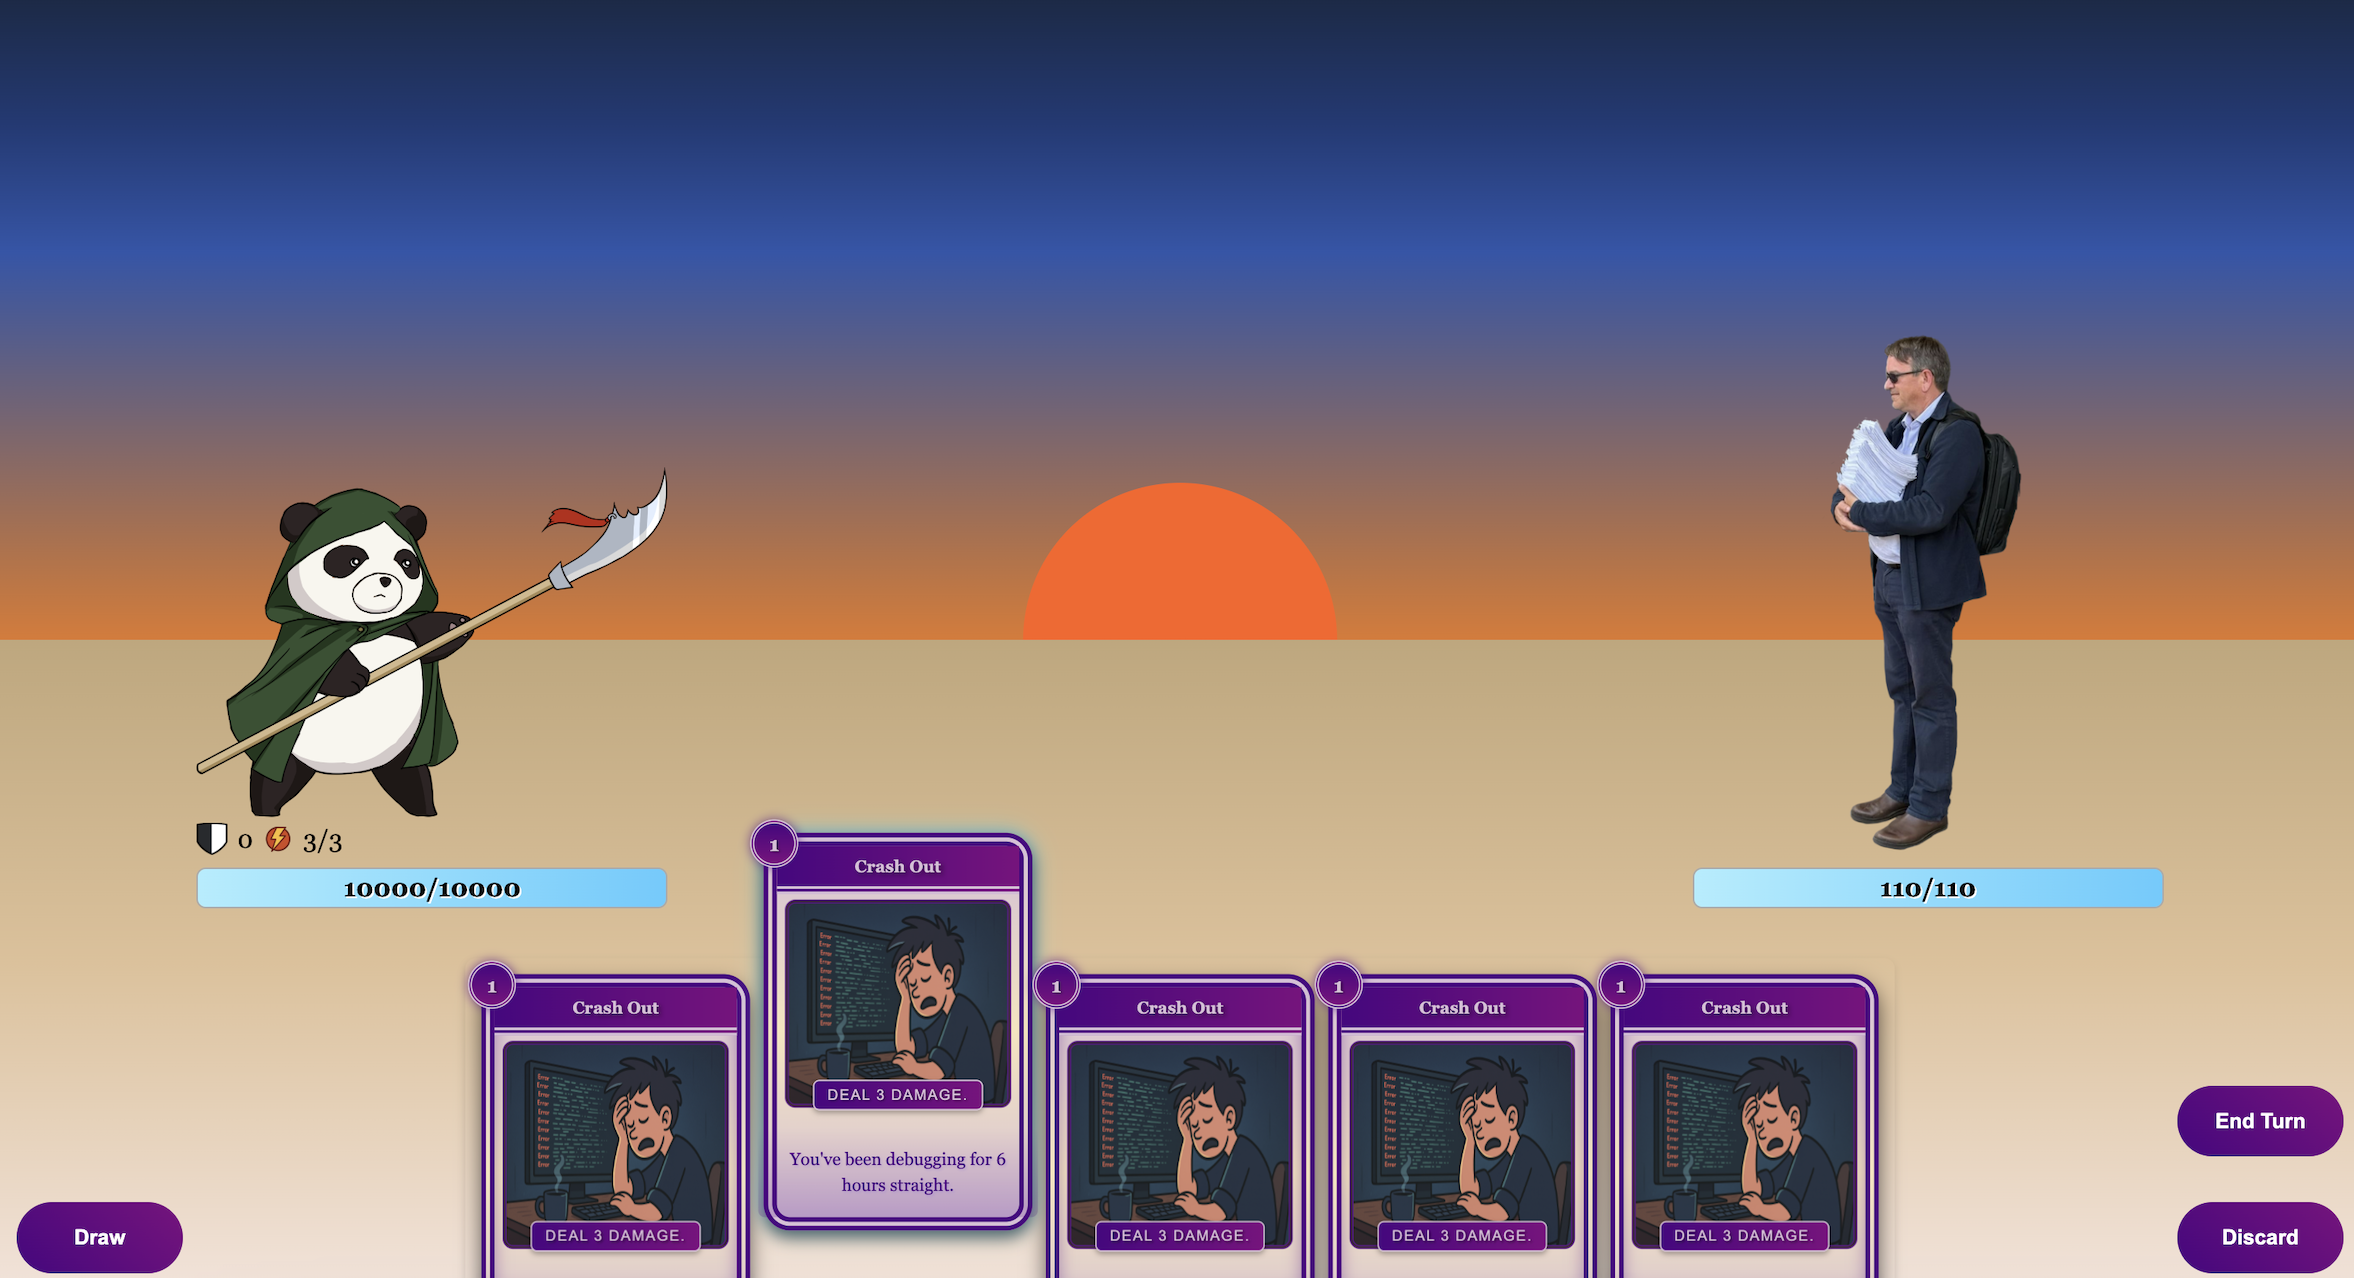 0 3/3
10000/10000
110/110
1
Crash Out
DEAL 3 DAMAGE.
1
Crash Out
DEAL 3 DAMAGE.
You've been debugging for 6
hours straight.
1
Crash Out
DEAL 3 DAMAGE.
1
Crash Out
DEAL 3 DAMAGE.
1
Crash Out
DEAL 3 DAMAGE.
End Turn
Draw
Discard